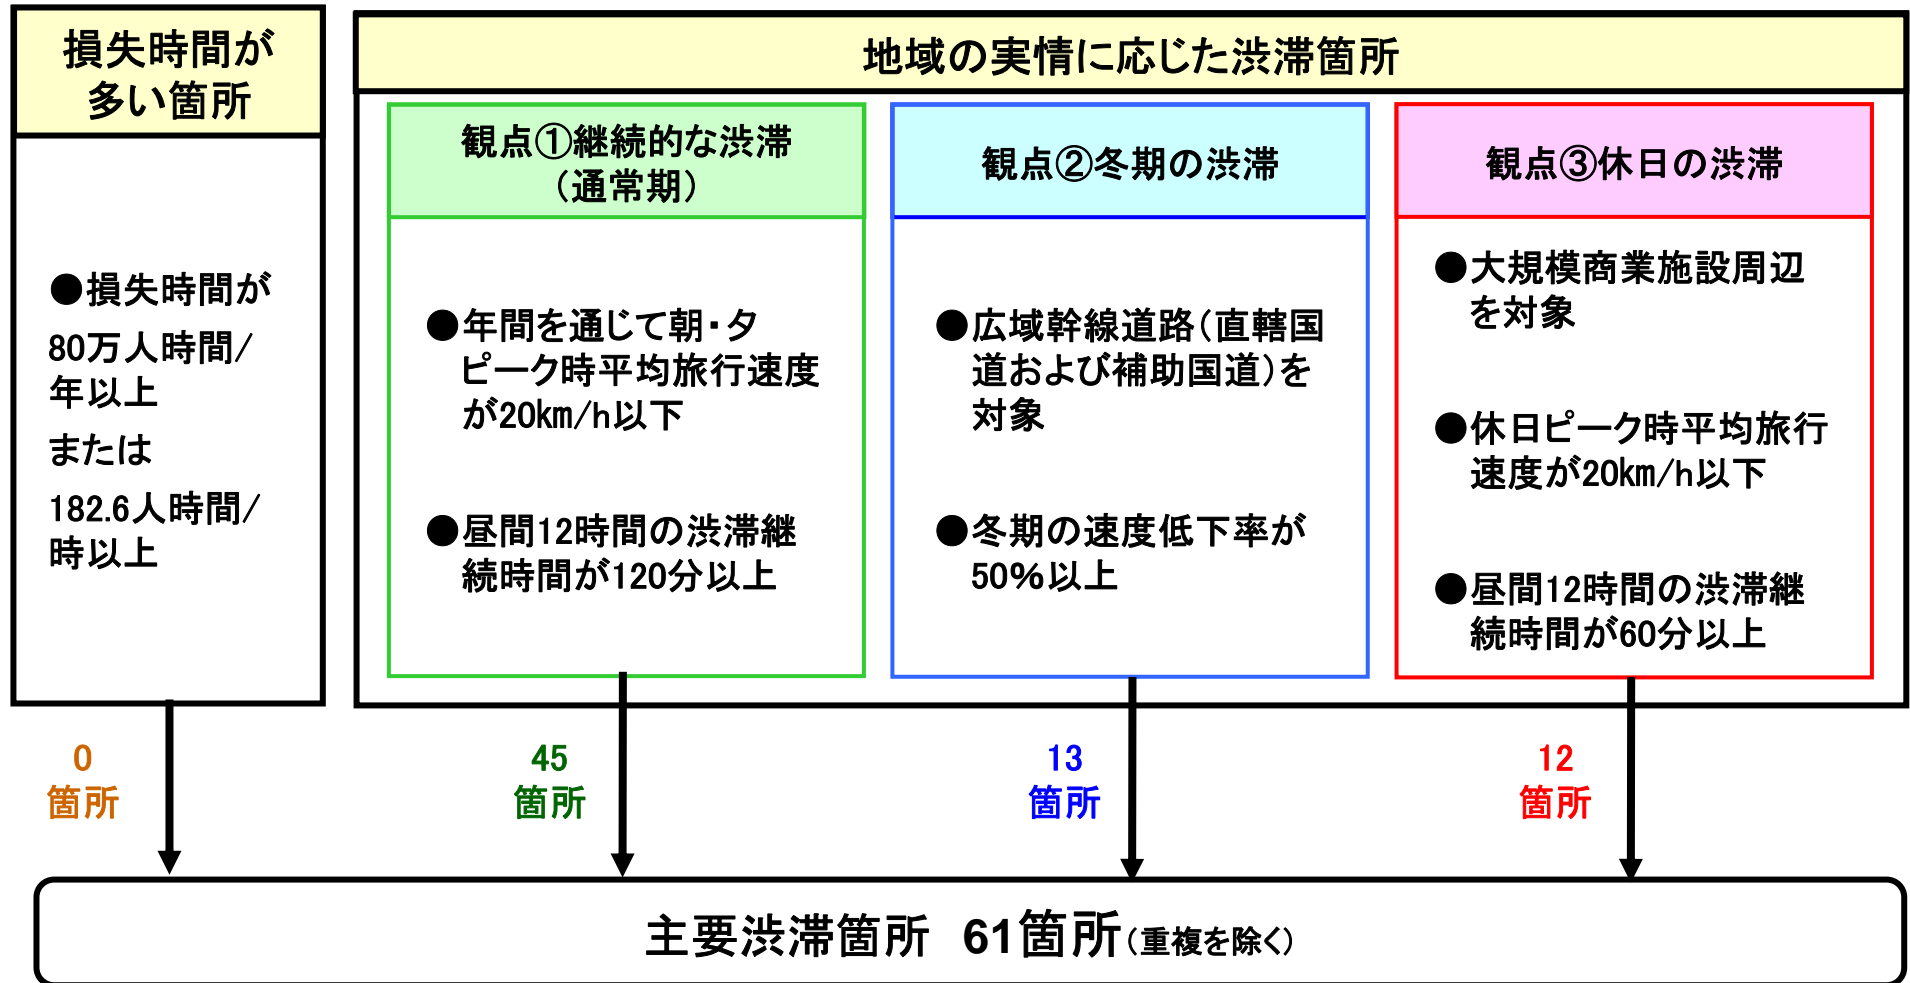 損失時間が
多い箇所
●損失時間が
80万人時間/
年以上
または
182.6人時間/
時以上
地域の実情に応じた渋滞箇所
観点①継続的な渋滞
（通常期）
●年間を通じて朝・夕
ピーク時平均旅行速度
が20km/h以下
●昼間12時間の渋滞継
続時間が120分以上
観点②冬期の渋滞
●広域幹線道路（直轄国
道および補助国道）を
対象
●冬期の速度低下率が
50%以上
観点③休日の渋滞
●大規模商業施設周辺
を対象
●休日ピーク時平均旅行
速度が20km/h以下
●昼間12時間の渋滞継
続時間が60分以上
0
箇所
45
箇所
13
箇所
12
箇所
主要渋滞箇所　61箇所（重複を除く）